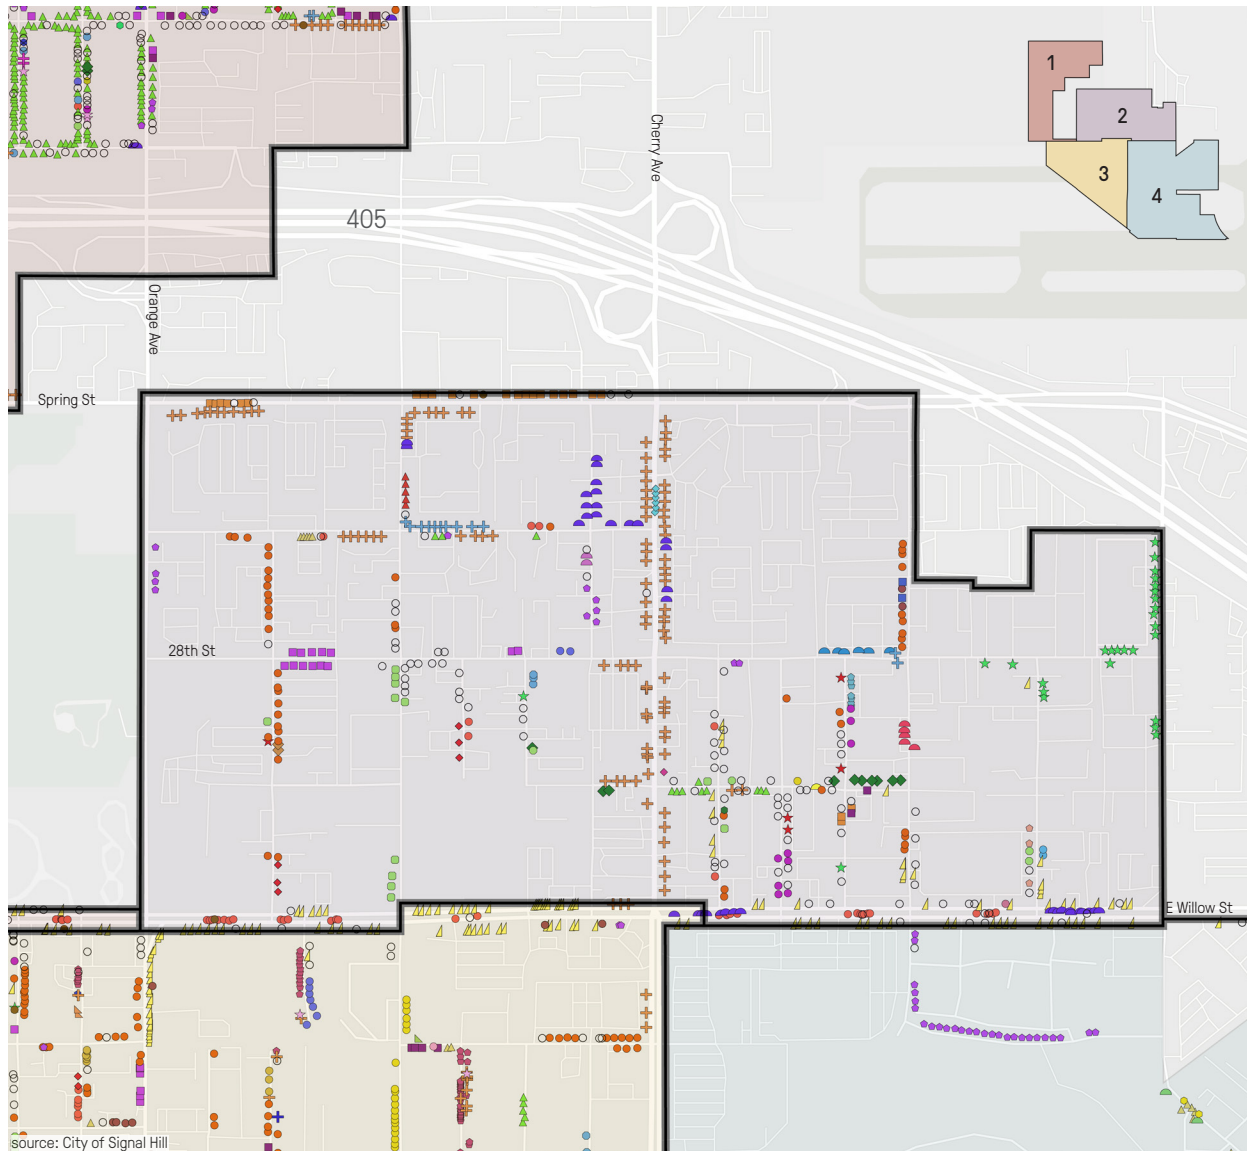 1
2
3
4
Cherry Ave
405
Orange Ave
Spring St
28th St
E Willow St
source: City of Signal Hill